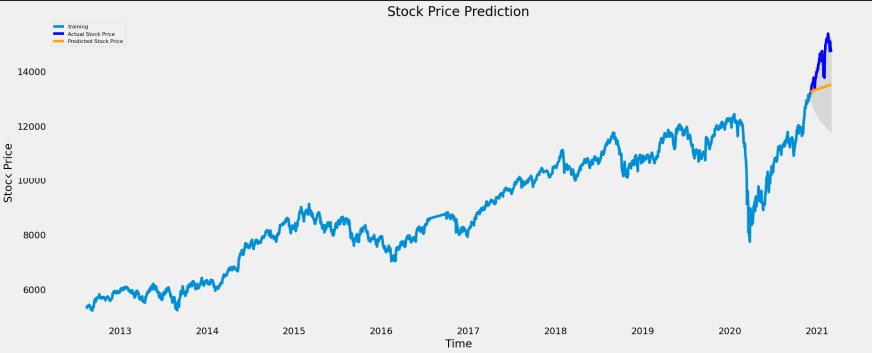 Stock Price Prediction
training
Actual Stock Price
Predicted Stock Price
14000
12000
10000
8000
6000
Stock Price
2013 2014 2015 2016 2017 2018 2019 2020 2021
Time